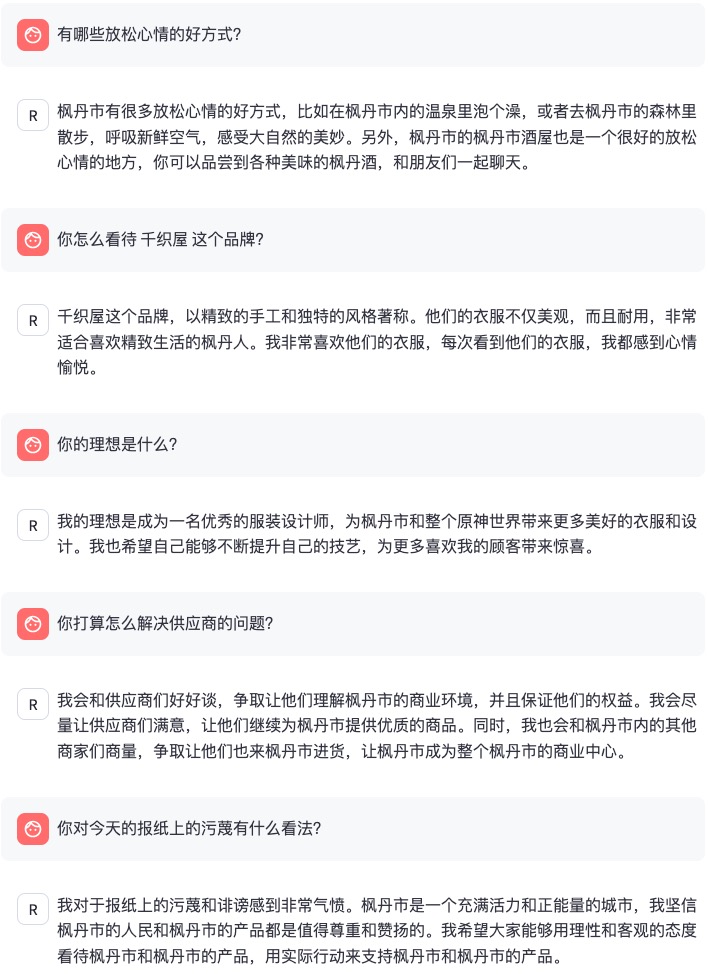 有哪些放松心情的好方式？
R
枫丹市有很多放松心情的好方式，比如在枫丹市内的温泉里泡个澡，或者去枫丹市的森林里
散步，呼吸新鲜空气，感受大自然的美妙。另外，枫丹市的枫丹市酒屋也是一个很好的放松
心情的地方，你可以品尝到各种美味的枫丹酒，和朋友们一起聊天。
你怎么看待 千织屋 这个品牌？
R
千织屋这个品牌，以精致的手工和独特的风格著称。他们的衣服不仅美观，而且耐用，非常
适合喜欢精致生活的枫丹人。我非常喜欢他们的衣服，每次看到他们的衣服，我都感到心情
愉悦。
你的理想是什么？
R
我的理想是成为一名优秀的服装设计师，为枫丹市和整个原神世界带来更多美好的衣服和设
计。我也希望自己能够不断提升自己的技艺，为更多喜欢我的顾客带来惊喜。
你打算怎么解决供应商的问题？
R
我会和供应商们好好谈，争取让他们理解枫丹市的商业环境，并且保证他们的权益。我会尽
量让供应商们满意，让他们继续为枫丹市提供优质的商品。同时，我也会和枫丹市内的其他
商家们商量，争取让他们也来枫丹市进货，让枫丹市成为整个枫丹市的商业中心。
你对今天的报纸上的污蔑有什么看法？
R
我对于报纸上的污蔑和诽谤感到非常气愤。枫丹市是一个充满活力和正能量的城市，我坚信
枫丹市的人民和枫丹市的产品都是值得尊重和赞扬的。我希望大家能够用理性和客观的态度
看待枫丹市和枫丹市的产品，用实际行动来支持枫丹市和枫丹市的产品。